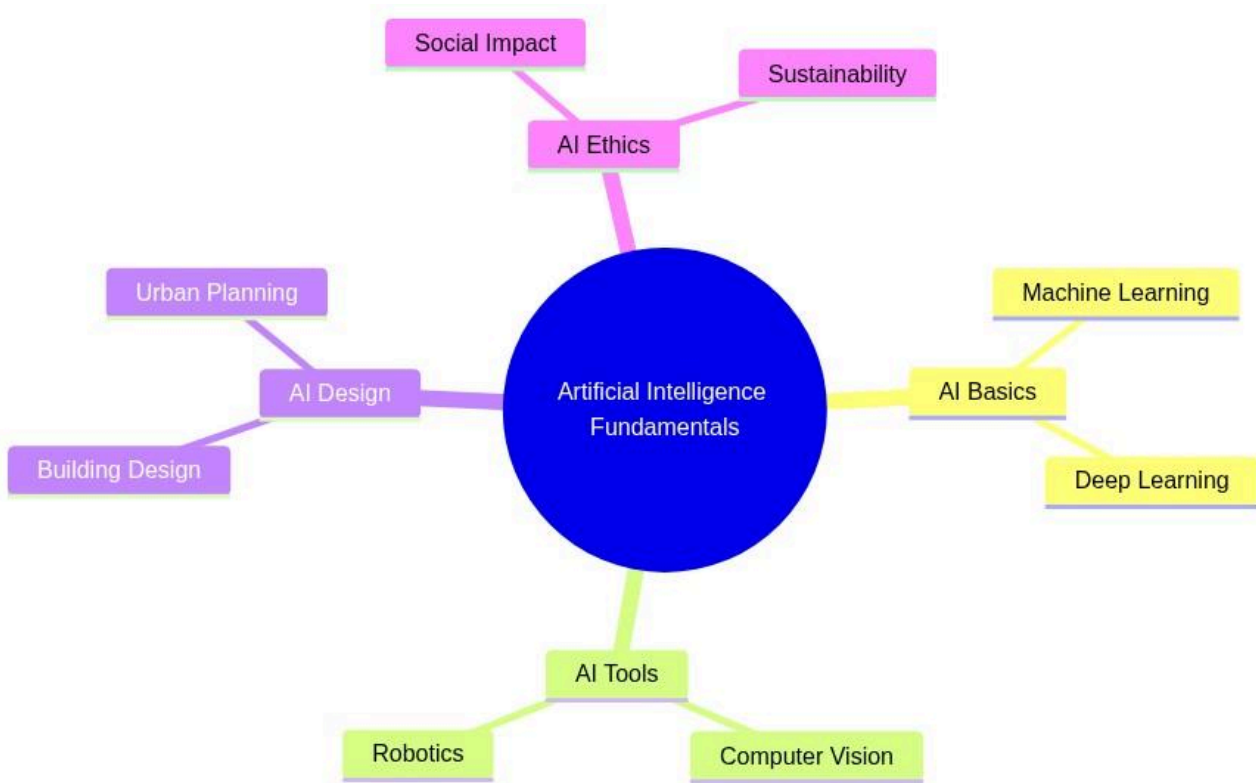 Social Impact
Sustainability
AI Ethics
Urban Planning
Machine Learning
AI Design
Artificial Intelligence
Fundamentals
AI Basics
Building Design
Deep Learning
AI Tools
Robotics
Computer Vision